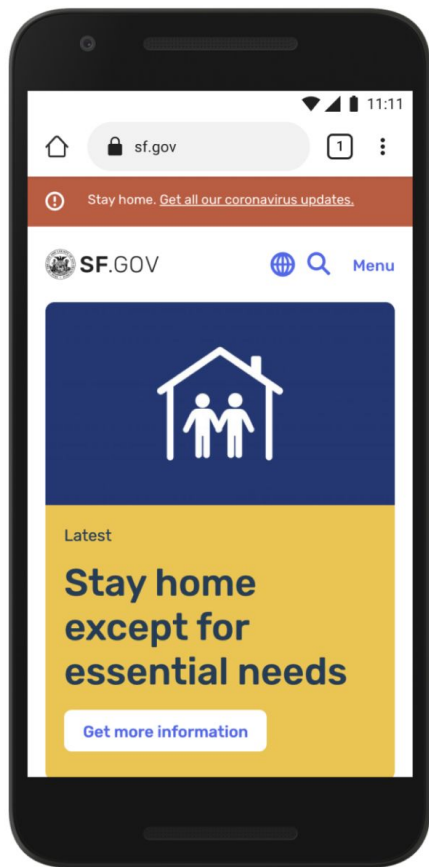 11:11
sf.gov
1
Stay home. Get all our coronavirus updates.
SF.GOV
Menu
Latest
Stay home
except for
essential needs
Get more information